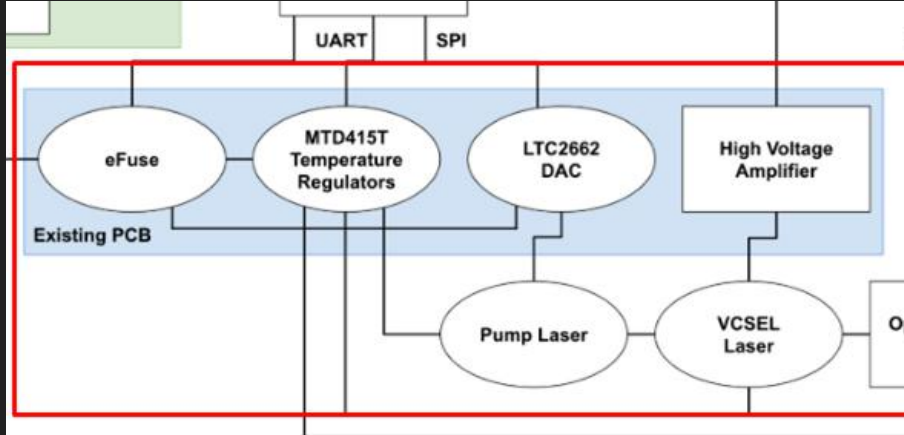 UART
SPI
eFuse
MTD415T
Temperature
Regulators
LTC2662
DAC
High Voltage
Amplifier
Existing PCB
Pump Laser
VCSEL
Laser